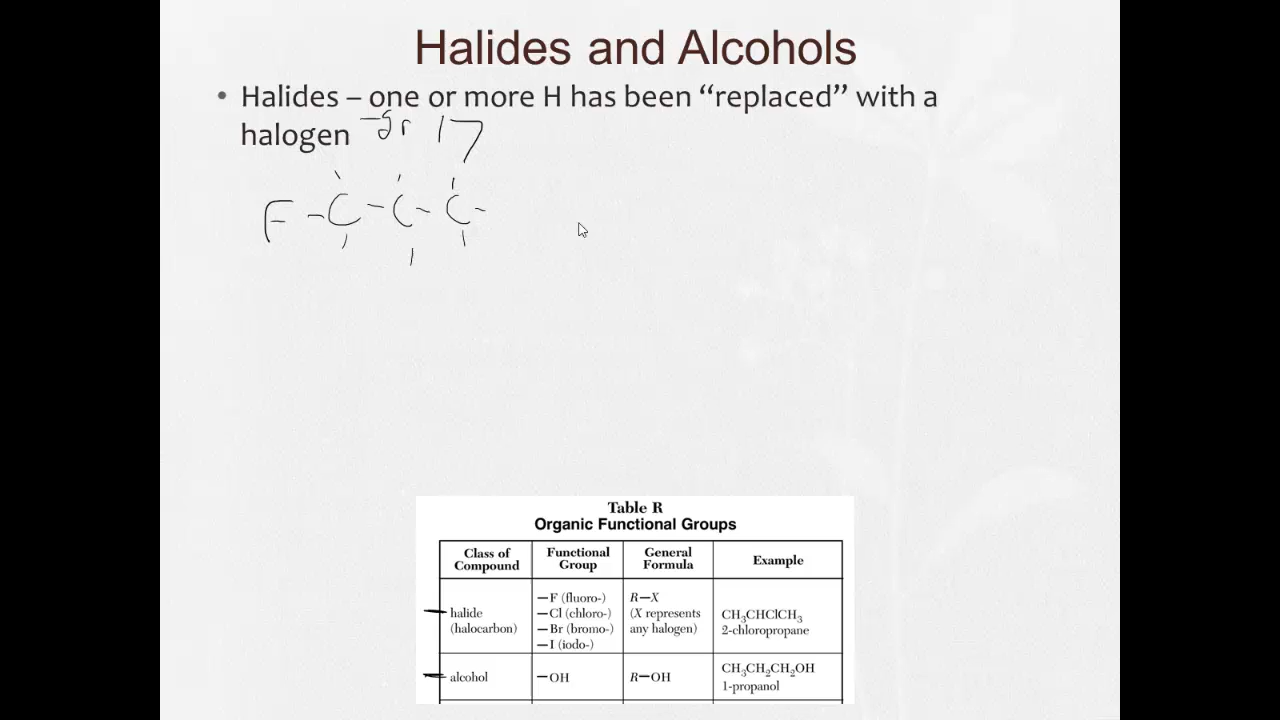 Halides and Alcohols
• Halides – one or more H has been “replaced” with a
halogen – gr 17
F - C - C - C -
Table R
Organic Functional Groups
Class of Compound | Functional Group | General Formula | Example
halide (halocarbon) | —F (fluoro-) —Cl (chloro-) —Br (bromo-) —I (iodo-) | R—X (X represents any halogen) | CH₃CHClCH₃ 2-chloropropane
alcohol | —OH | R—OH | CH₃CH₂CH₂OH 1-propanol